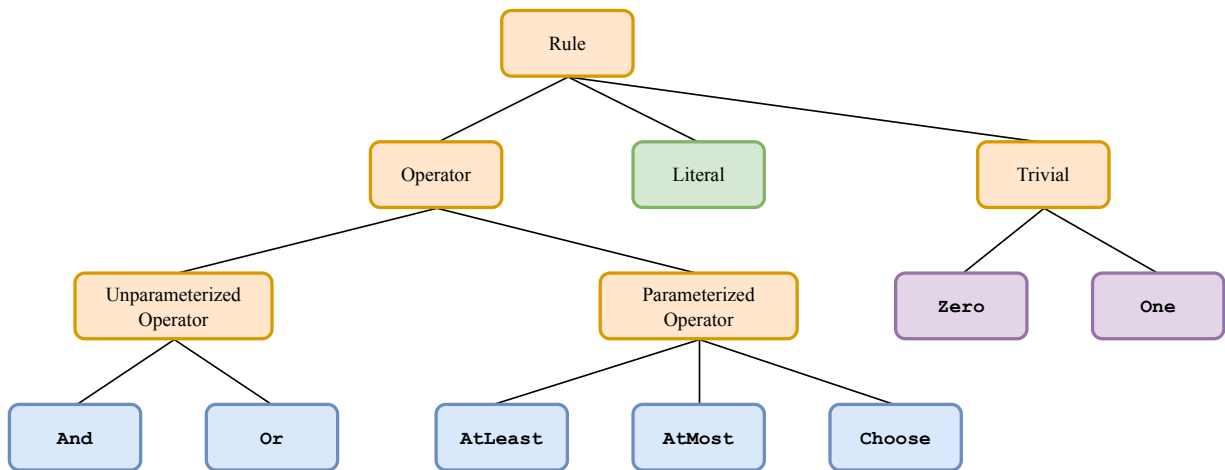 Rule
Operator
Literal
Trivial
Unparameterized
Operator
Parameterized
Operator
Zero
One
And
Or
AtLeast
AtMost
Choose